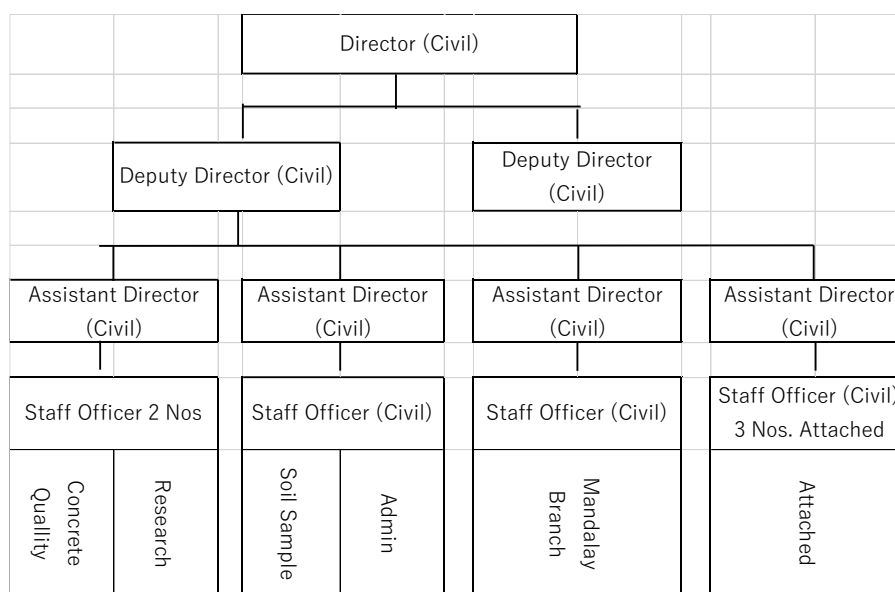 Director (Civil)
Deputy Director (Civil)
Deputy Director
(Civil)
Assistant Director
(Civil)
Assistant Director
(Civil)
Assistant Director
(Civil)
Assistant Director
(Civil)
Staff Officer 2 Nos
Staff Officer (Civil)
Staff Officer (Civil)
Staff Officer (Civil)
3 Nos. Attached
Concrete
Quallity
Research
Soil Sample
Admin
Mandalay
Branch
Attached